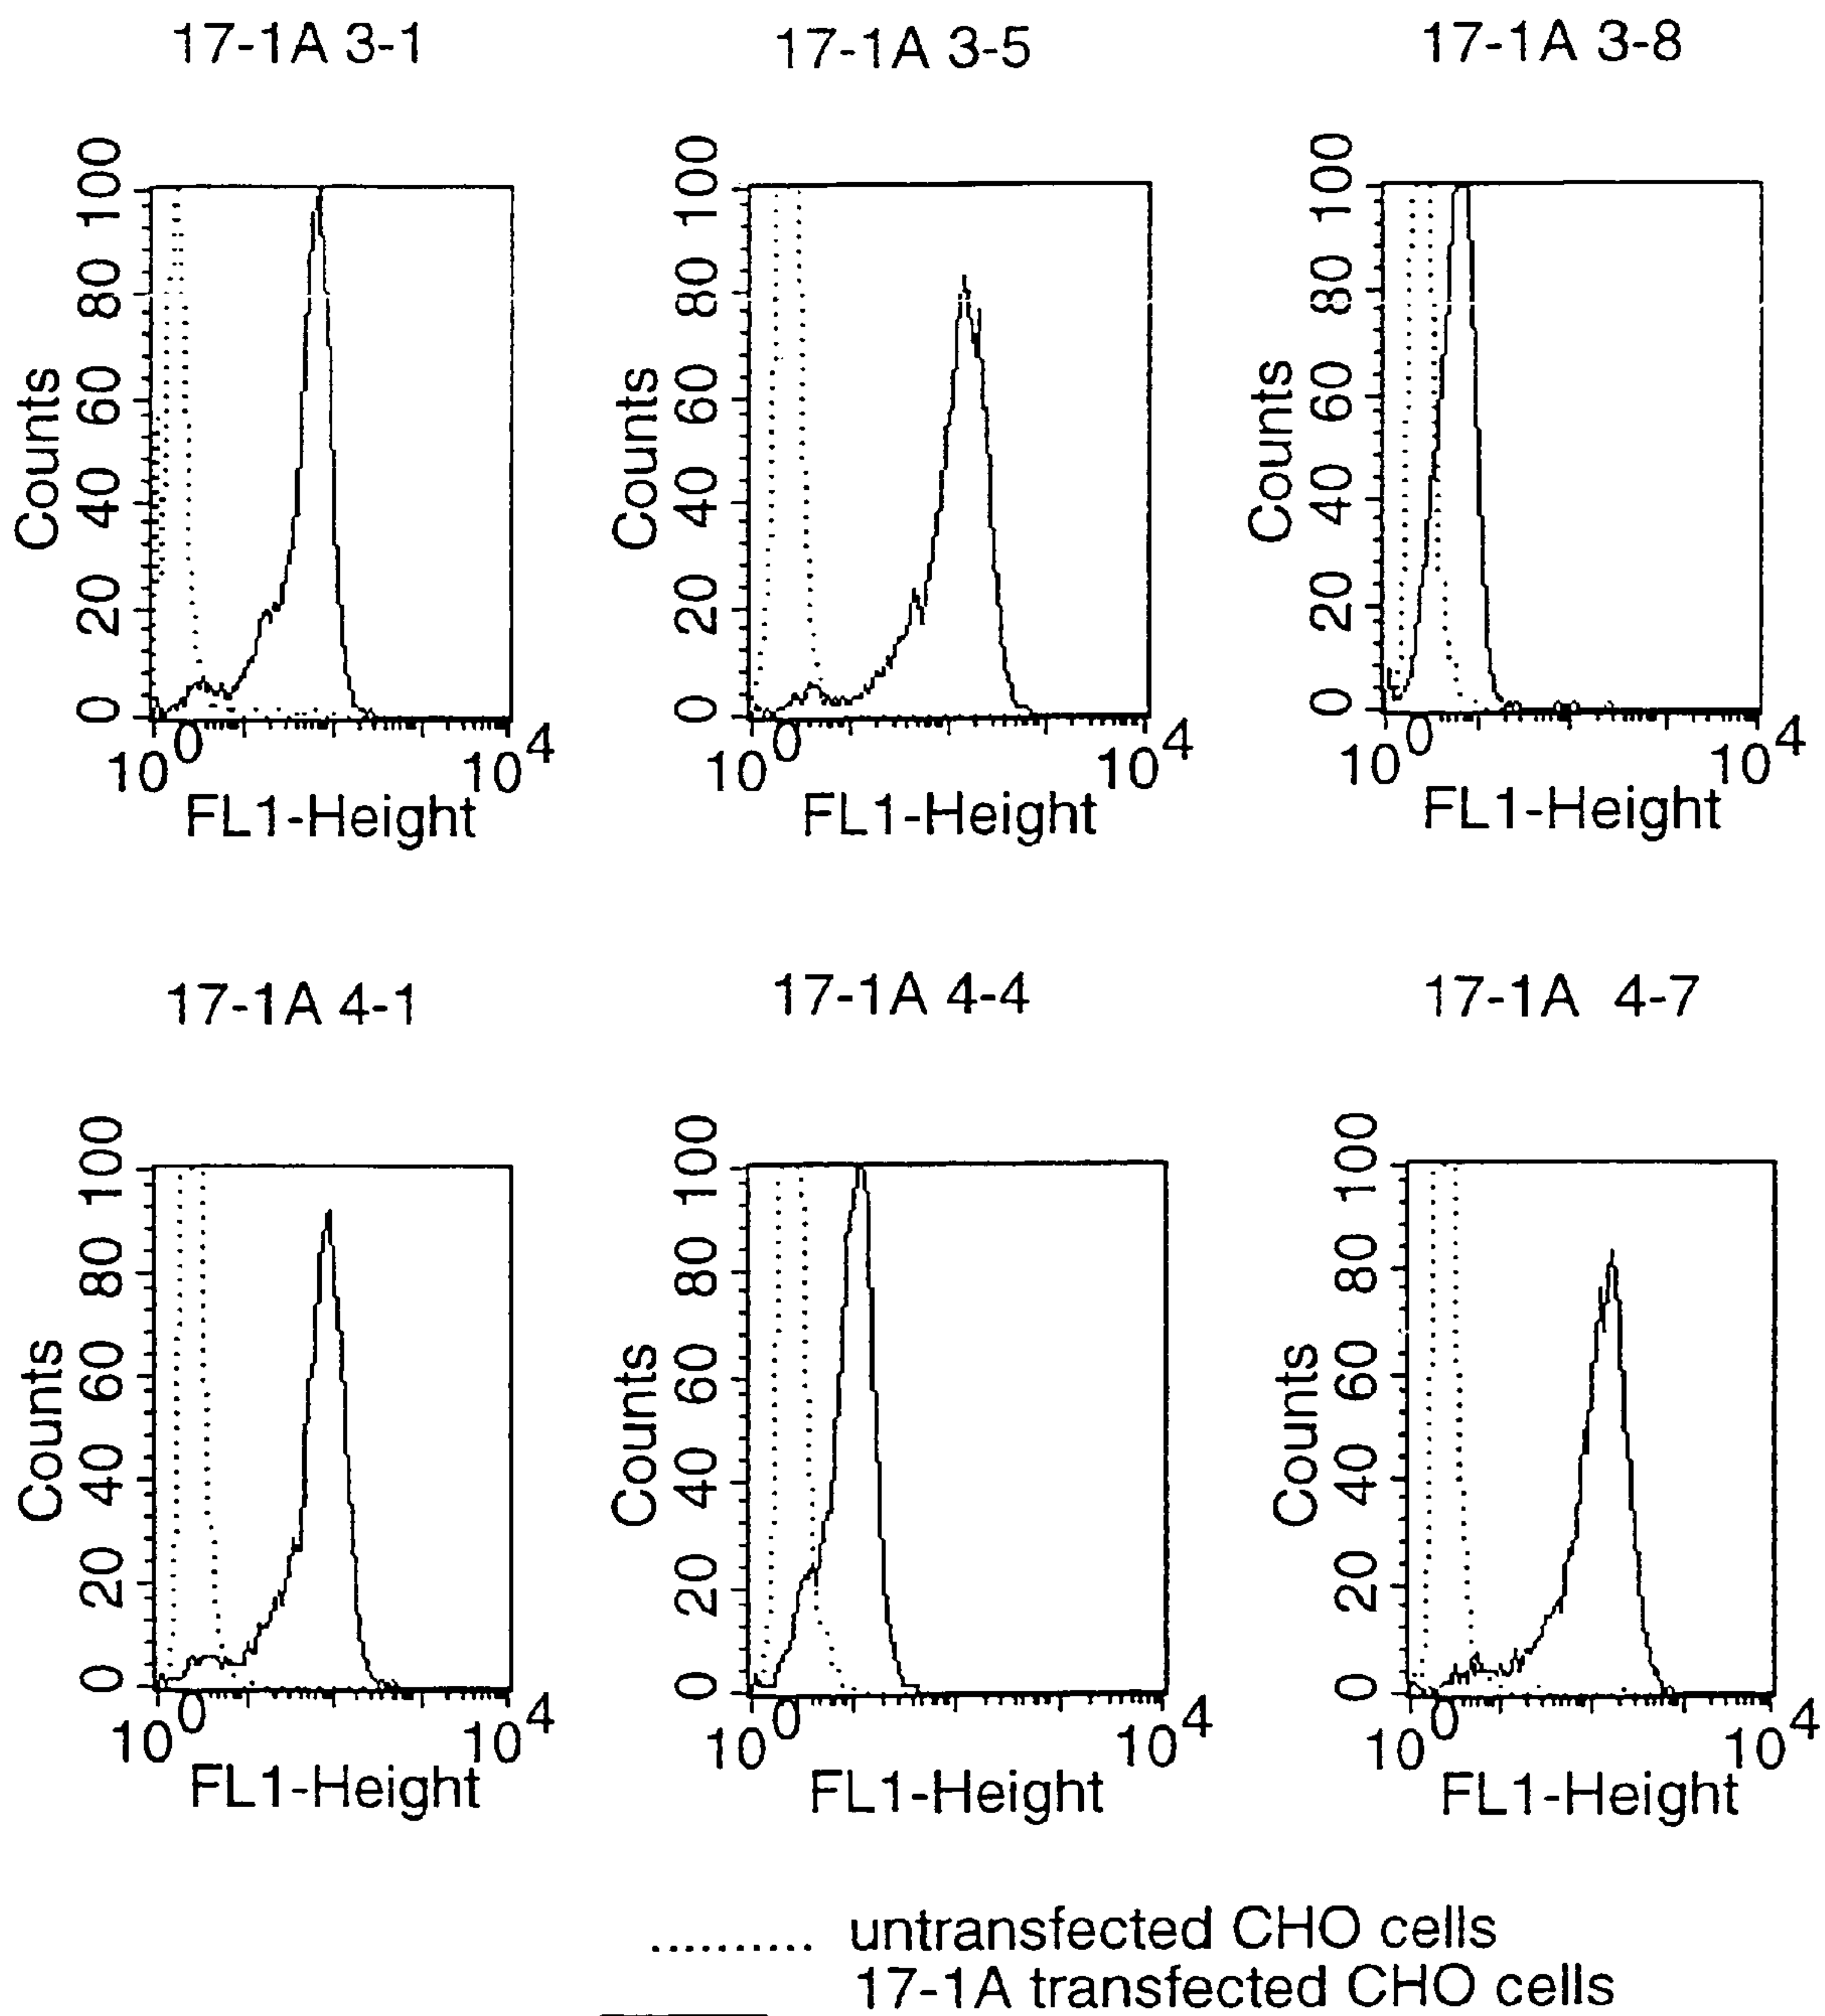 17-1A 3-1
17-1A 3-5
17-1A 3-8
Counts
0 20 40 60 80 100
10^0 10^4
FL1-Height
Counts
0 20 40 60 80 100
10^0 10^4
FL1-Height
Counts
0 20 40 60 80 100
10^0 10^4
FL1-Height
17-1A 4-1
17-1A 4-4
17-1A 4-7
Counts
0 20 40 60 80 100
10^0 10^4
FL1-Height
Counts
0 20 40 60 80 100
10^0 10^4
FL1-Height
Counts
0 20 40 60 80 100
10^0 10^4
FL1-Height
untransfected CHO cells
17-1A transfected CHO cells